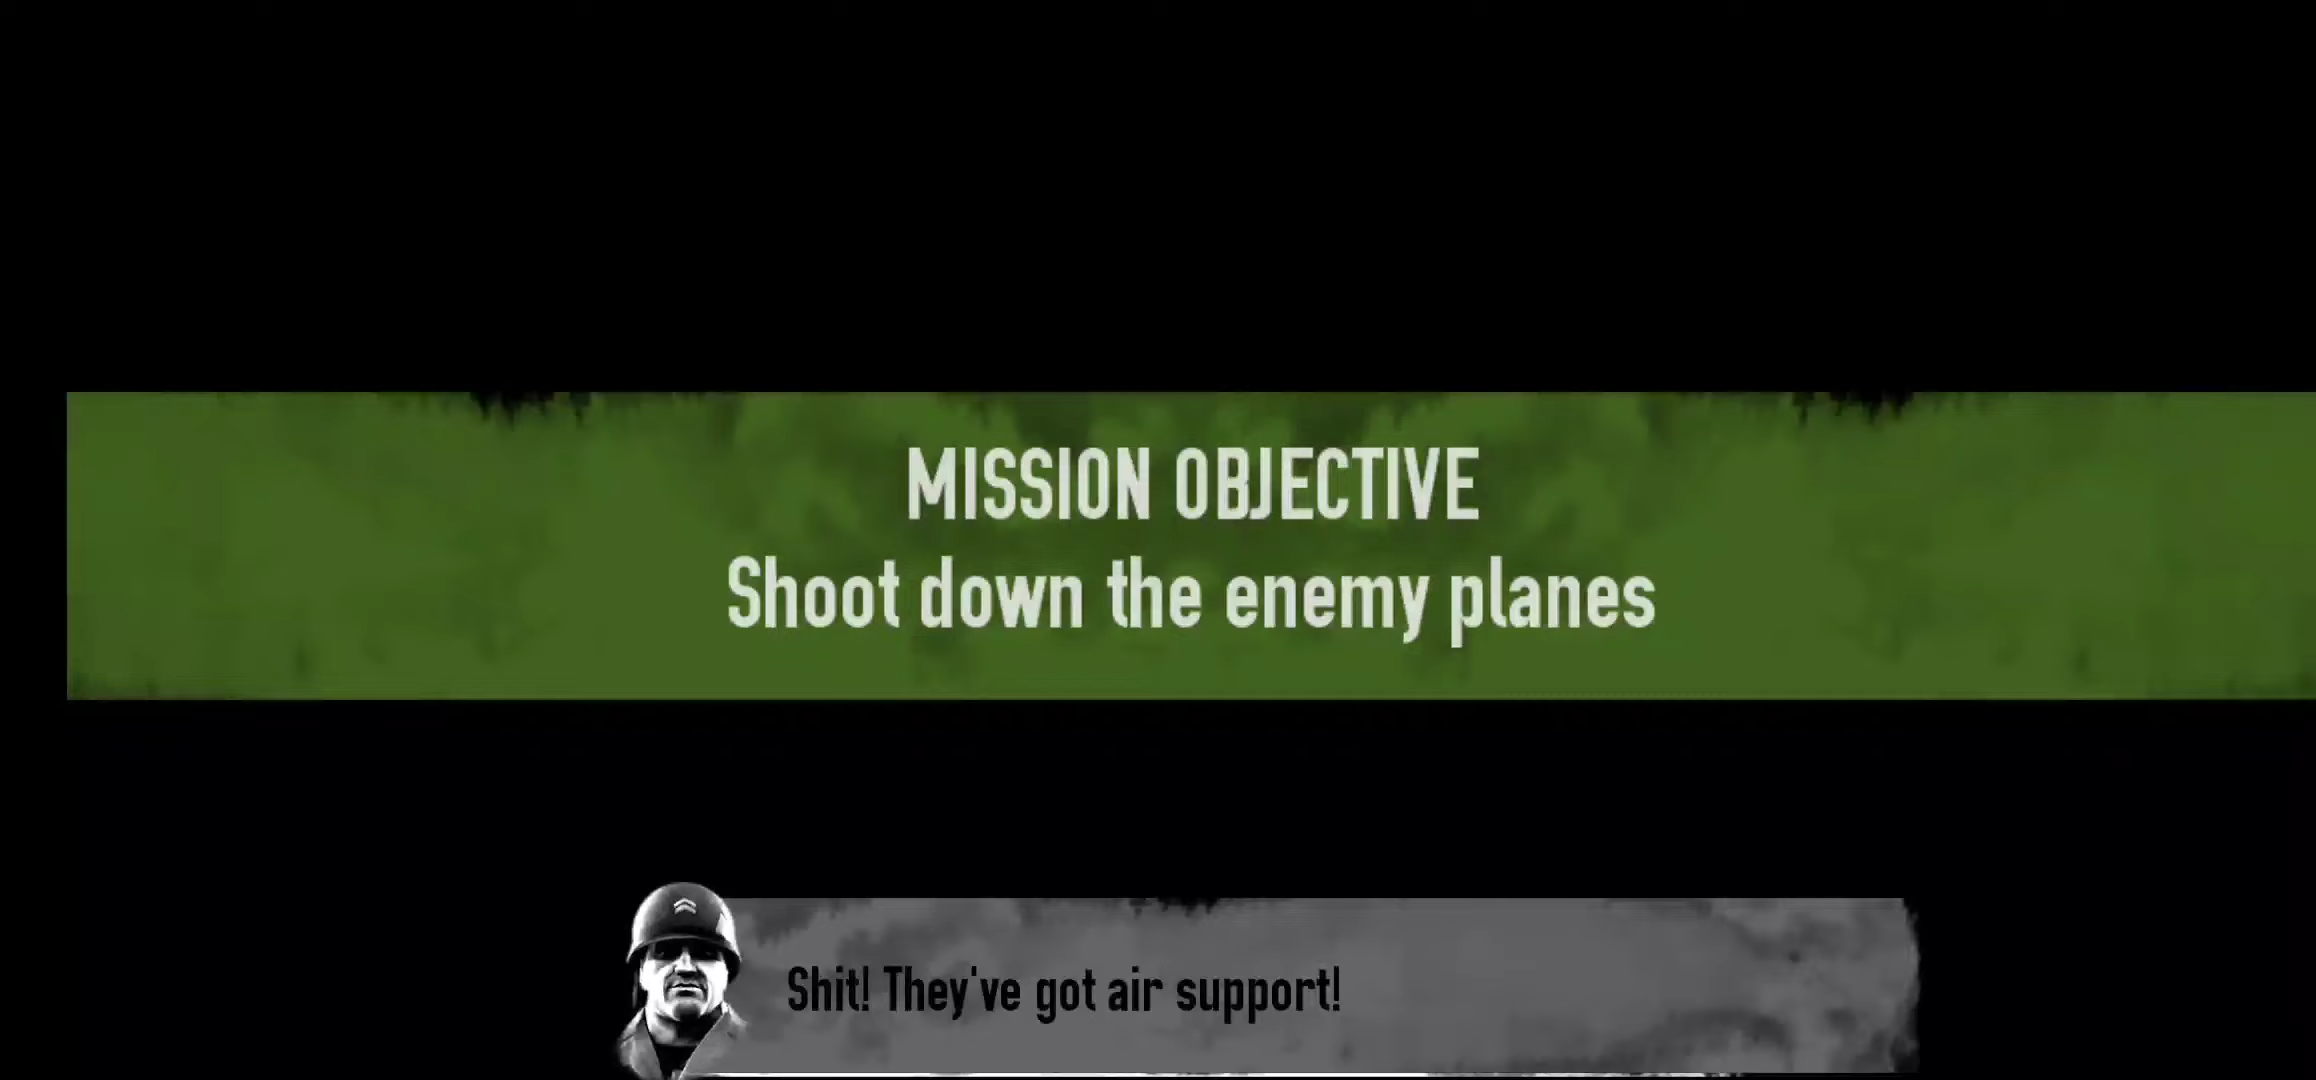 MISSION OBJECTIVE
Shoot down the enemy planes
Shit! They've got air support!